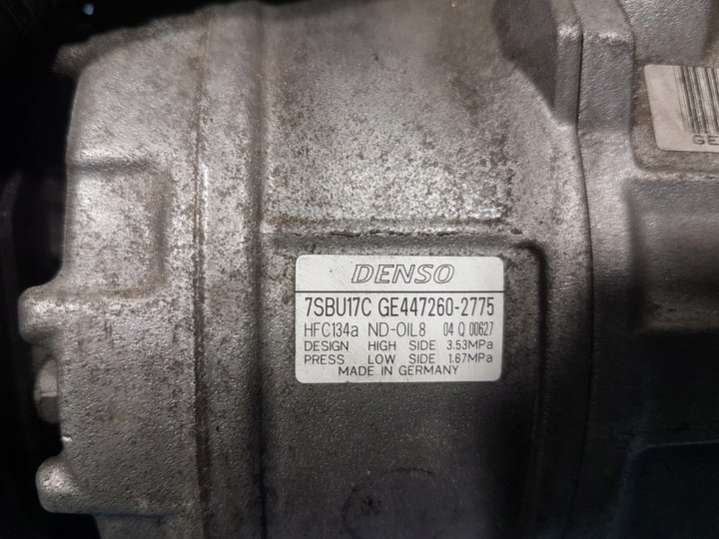 DENSO
7SBU17C GE447260-2775
HFC134a ND-OIL8 04 Q 00627
DESIGN HIGH SIDE 3.53MPa
PRESS LOW SIDE 1.67MPa
MADE IN GERMANY
GE